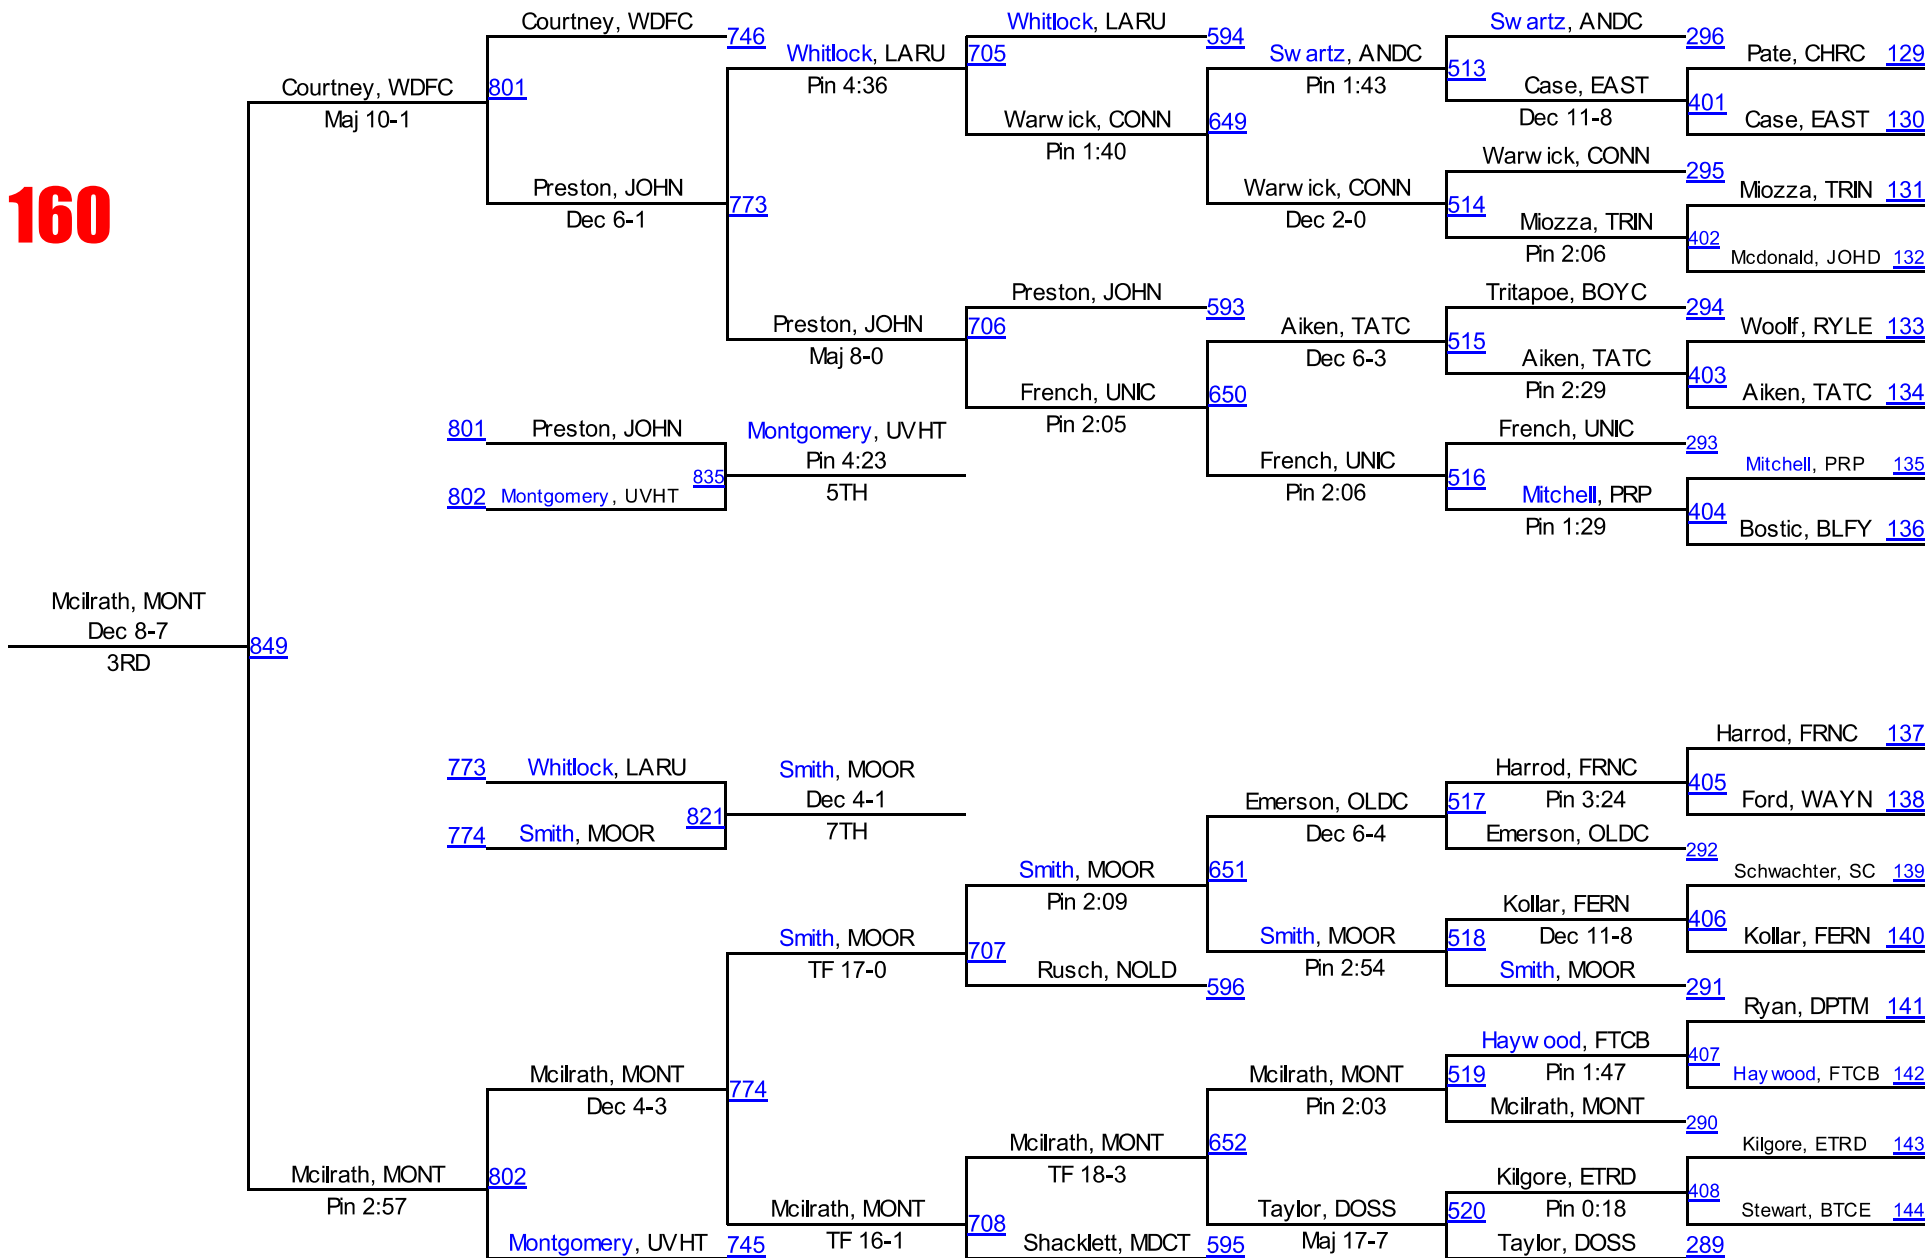 160
Courtney, WDFC
746
801
Courtney, WDFC
Maj 10-1
Preston, JOHN
Dec 6-1
773
Whitlock, LARU
Pin 4:36
705
Whitlock, LARU
594
Warwick, CONN
Pin 1:40
649
Swartz, ANDC
Pin 1:43
513
Swartz, ANDC
296
Case, EAST
Dec 11-8
401
Pate, CHRC 129
Case, EAST 130
Warwick, CONN
Dec 2-0
514
Warwick, CONN
295
Miozza, TRIN
Pin 2:06
402
Miozza, TRIN 131
Mcdonald, JOHD 132
Preston, JOHN
Maj 8-0
706
Preston, JOHN
593
French, UNIC
Pin 2:05
650
Aiken, TATC
Dec 6-3
515
Tritapoe, BOYC
294
Aiken, TATC
Pin 2:29
403
Woolf, RYLE 133
Aiken, TATC 134
French, UNIC
Pin 2:06
516
French, UNIC
293
Mitchell, PRP
Pin 1:29
404
Mitchell, PRP 135
Bostic, BLFY 136
801 Preston, JOHN
802 Montgomery, UVHT
835
Montgomery, UVHT
Pin 4:23
5TH
Mcilrath, MONT
Dec 8-7
3RD
849
773 Whitlock, LARU
774 Smith, MOOR
821
Smith, MOOR
Dec 4-1
7TH
Harrod, FRNC 137
Ford, WAYN 138
405
Harrod, FRNC
Pin 3:24
Emerson, OLDC
292
517
Emerson, OLDC
Dec 6-4
651
Smith, MOOR
Pin 2:09
Schwachter, SC 139
Kollar, FERN 140
406
Kollar, FERN
Dec 11-8
Smith, MOOR
291
518
Smith, MOOR
Pin 2:54
707
Rusch, NOLD
596
Smith, MOOR
TF 17-0
774
Mcilrath, MONT
Dec 4-3
Ryan, DPTM 141
Haywood, FTCB 142
407
Haywood, FTCB
Pin 1:47
Mcilrath, MONT
290
519
Mcilrath, MONT
Pin 2:03
652
Mcilrath, MONT
TF 18-3
Kilgore, ETRD 143
Stewart, BTCE 144
408
Kilgore, ETRD
Pin 0:18
Taylor, DOSS
289
520
Taylor, DOSS
Maj 17-7
708
Shacklett, MDCT
595
Mcilrath, MONT
TF 16-1
802
Mcilrath, MONT
Pin 2:57
Montgomery, UVHT
745